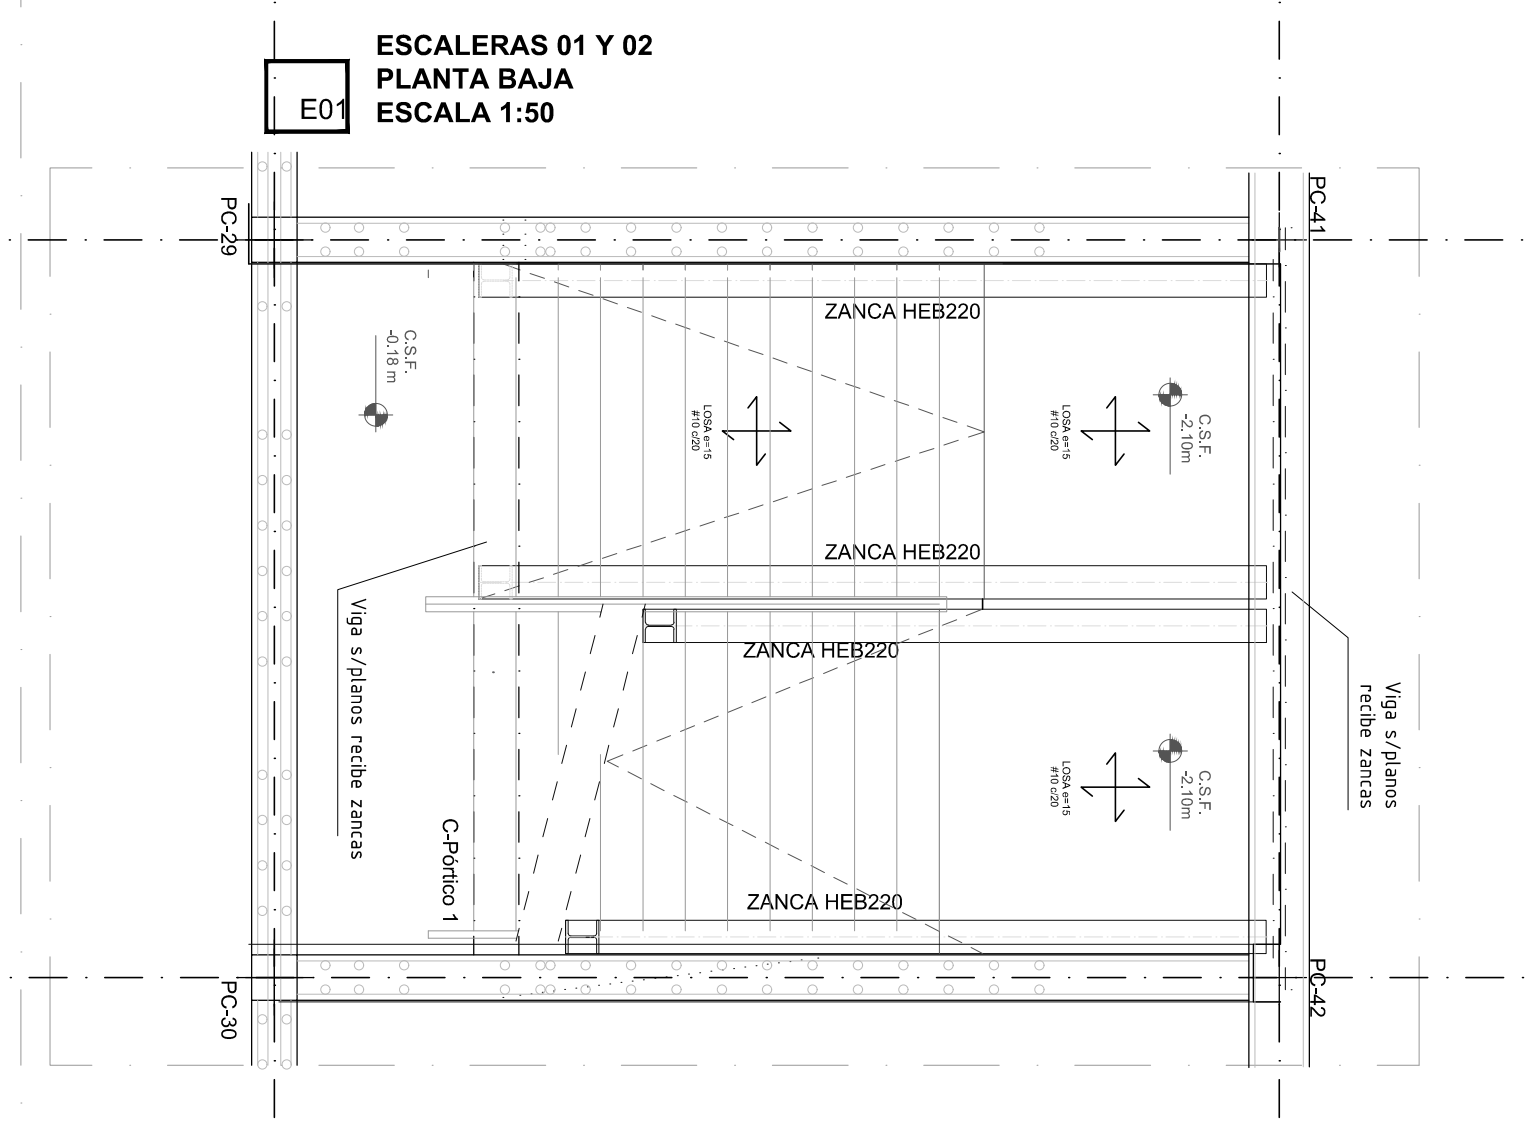 ESCALERAS 01 Y 02
PLANTA BAJA
ESCALA 1:50
E01
PC-29
PC-41
ZANCA HEB220
C.S.F.
-0.18 m
LOSA e=15
#10 c/20
LOSA e=15
#10 c/20
C.S.F.
-2.10m
ZANCA HEB220
Viga s/planos recibe zancas
ZANCA HEB220
Viga s/planos
recibe zancas
LOSA e=15
#10 c/20
C.S.F.
-2.10m
C-Pórtico 1
ZANCA HEB220
PC-30
PC-42